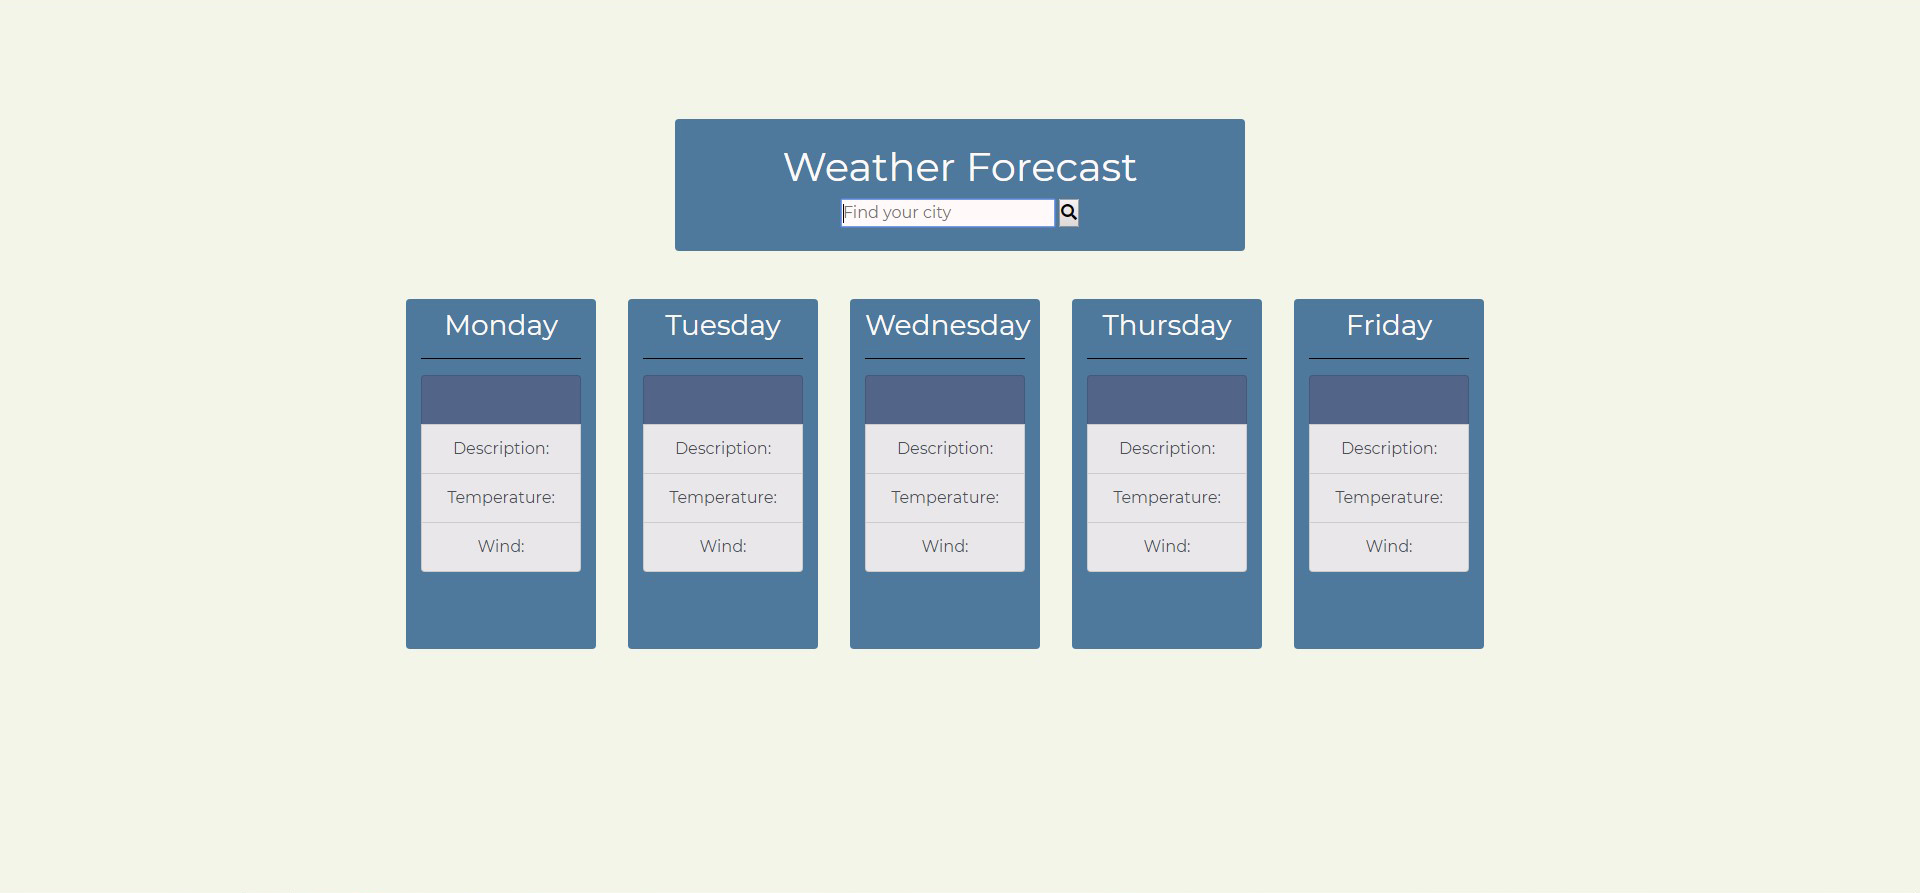 Weather Forecast
Find your city
Monday
Tuesday
Wednesday
Thursday
Friday
Description:
Description:
Description:
Description:
Description:
Temperature:
Temperature:
Temperature:
Temperature:
Temperature:
Wind:
Wind:
Wind:
Wind:
Wind: